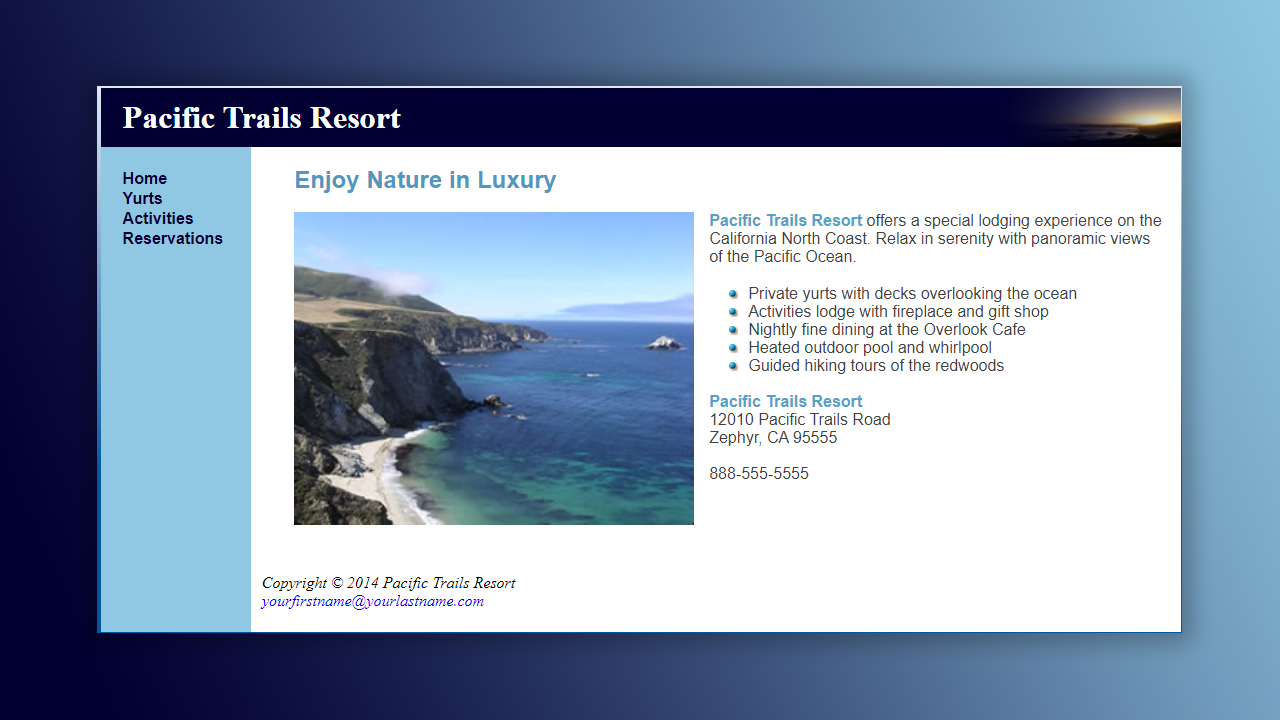 Pacific Trails Resort
Home
Yurts
Activities
Reservations
Enjoy Nature in Luxury
Pacific Trails Resort offers a special lodging experience on the
California North Coast. Relax in serenity with panoramic views
of the Pacific Ocean.
Private yurts with decks overlooking the ocean
Activities lodge with fireplace and gift shop
Nightly fine dining at the Overlook Cafe
Heated outdoor pool and whirlpool
Guided hiking tours of the redwoods
Pacific Trails Resort
12010 Pacific Trails Road
Zephyr, CA 95555
888-555-5555
Copyright © 2014 Pacific Trails Resort
yourfirstname@yourlastname.com